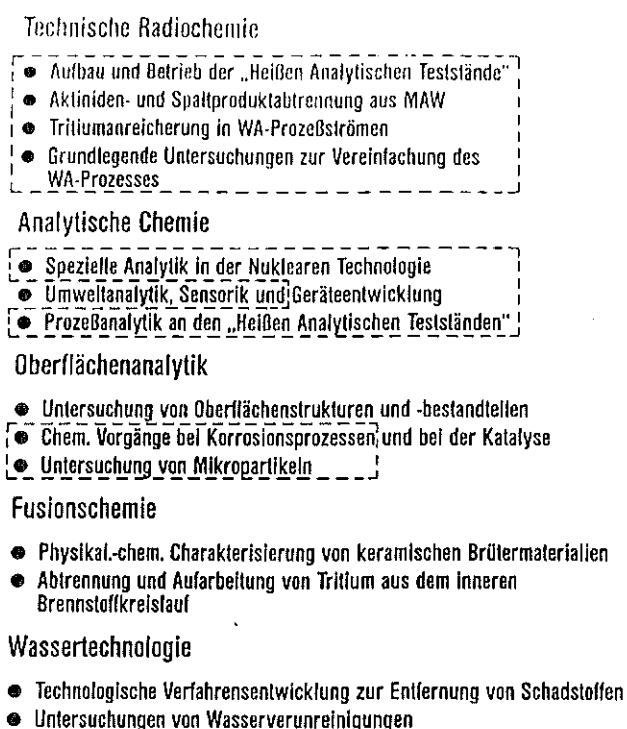 Technische Radiochemie
● Aufbau und Betrieb der „Heißen Analytischen Teststände"
● Aktiniden- und Spaltproduktabtrennung aus MAW
● Tritiumanreicherung in WA-Prozeßströmen
● Grundlegende Untersuchungen zur Vereinfachung des
WA-Prozesses
Analytische Chemie
● Spezielle Analytik in der Nuklearen Technologie
● Umweltanalytik, Sensorik und Geräteentwicklung
● Prozeßanalytik an den „Heißen Analytischen Testständen"
Oberflächenanalytik
● Untersuchung von Oberflächenstrukturen und -bestandteilen
● Chem. Vorgänge bei Korrosionsprozessen und bei der Katalyse
● Untersuchung von Mikropartikeln
Fusionschemie
● Physikal.-chem. Charakterisierung von keramischen Brütermaterialien
● Abtrennung und Aufarbeitung von Tritium aus dem inneren
Brennstoffkreislauf
Wassertechnologie
● Technologische Verfahrensentwicklung zur Entfernung von Schadstoffen
● Untersuchungen von Wasserverunreinigungen